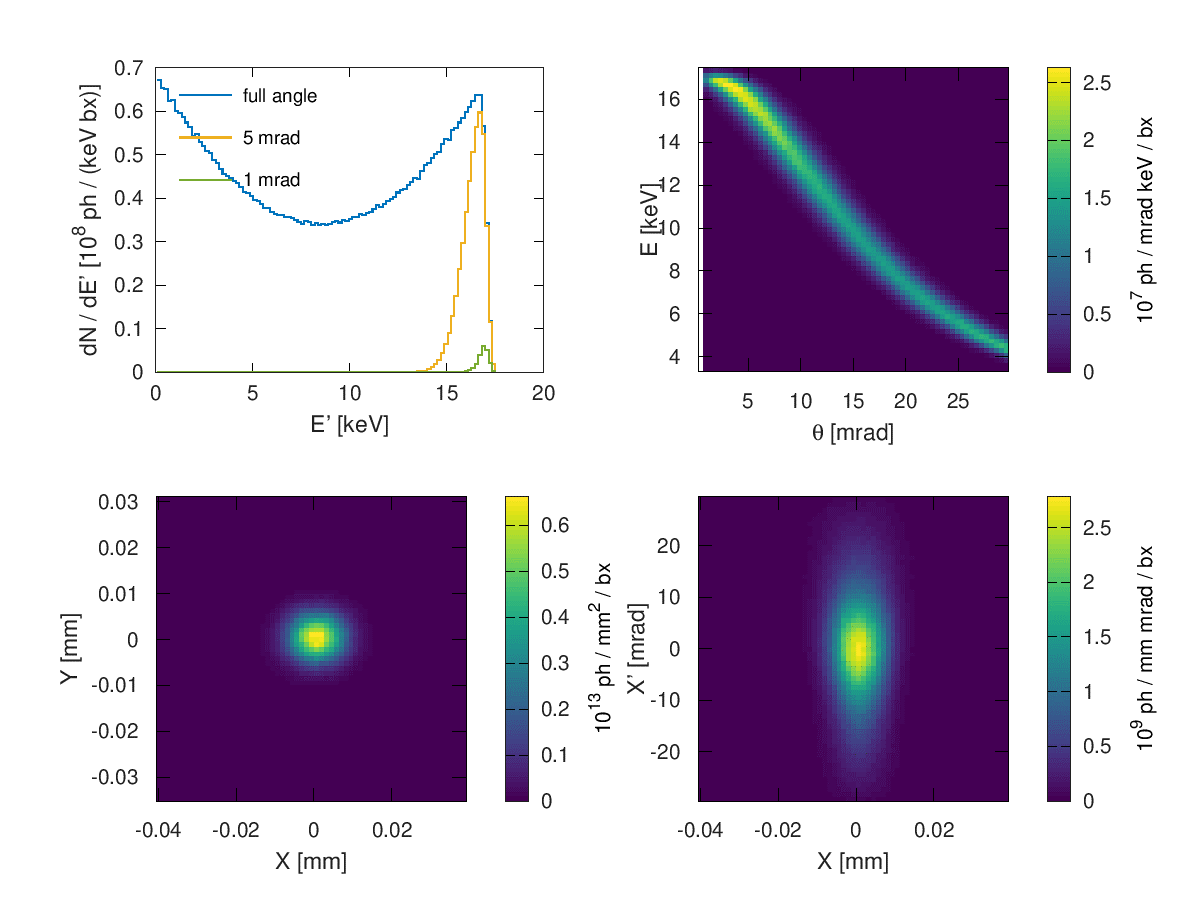 0.7
0.6
0.5
0.4
0.3
0.2
0.1
0
dN / dE' [10^8 ph / (keV bx)]
full angle
5 mrad
1 mrad
0 5 10 15 20
E' [keV]
16
14
12
10
8
6
4
E [keV]
5 10 15 20 25
θ [mrad]
2.5
2
1.5
1
0.5
0
10^7 ph / mrad keV / bx
0.03
0.02
0.01
0
-0.01
-0.02
-0.03
Y [mm]
-0.04 -0.02 0 0.02
X [mm]
0.6
0.5
0.4
0.3
0.2
0.1
0
10^13 ph / mm^2 / bx
20
10
0
-10
-20
X' [mrad]
-0.04 -0.02 0 0.02
X [mm]
2.5
2
1.5
1
0.5
0
10^9 ph / mm mrad / bx